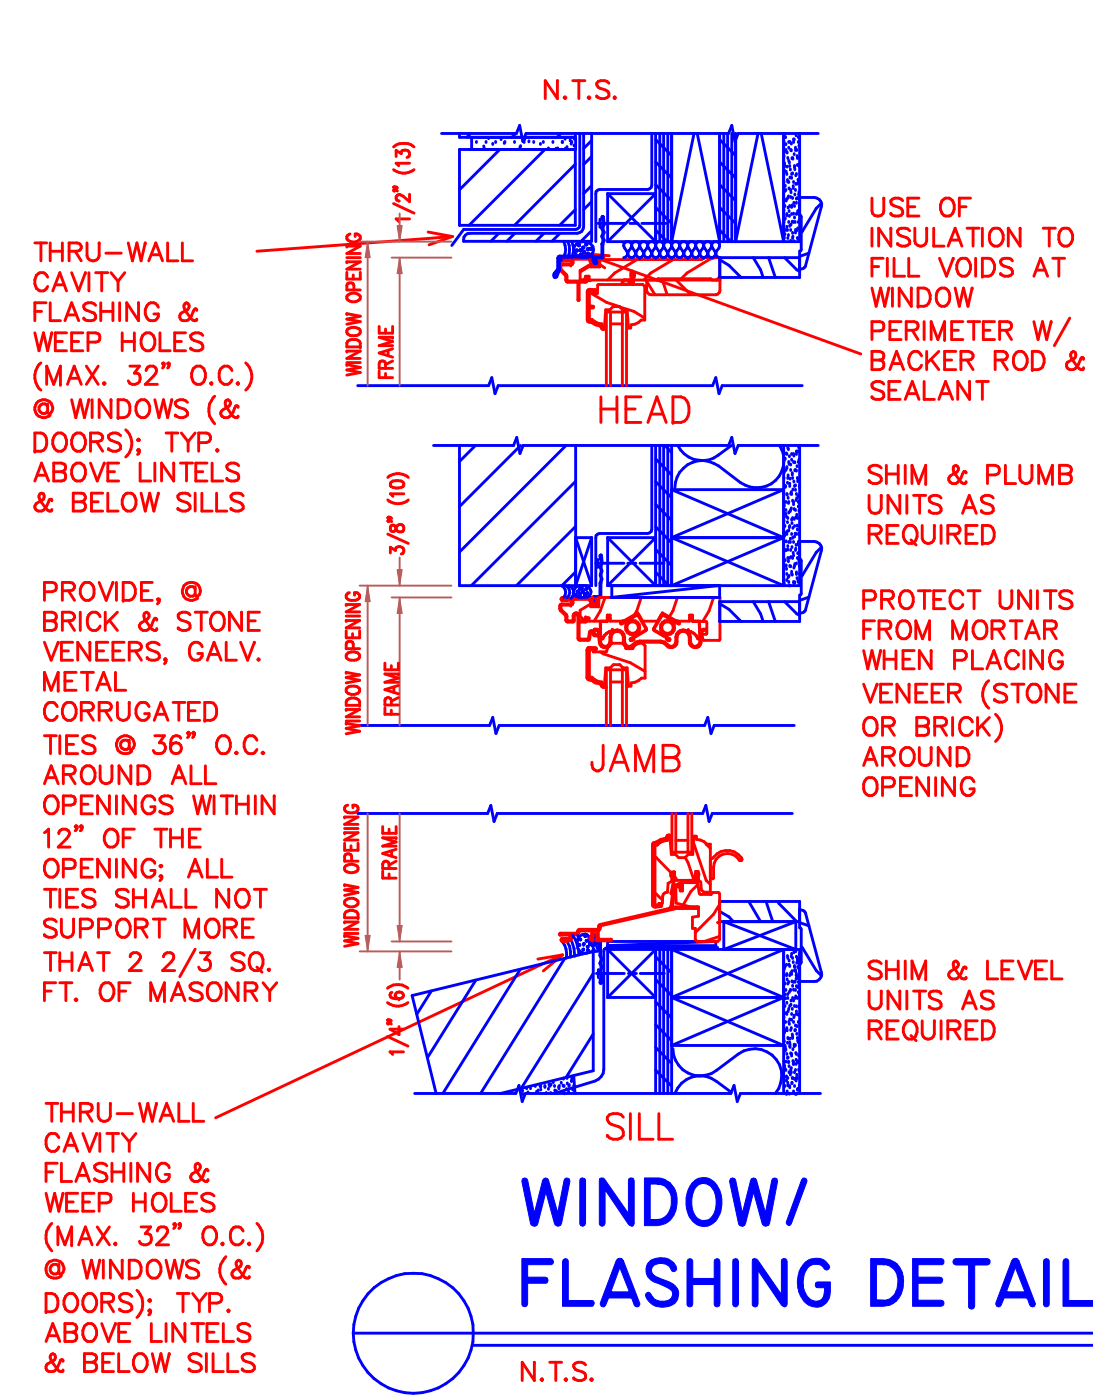 N.T.S.
1/2" (13)
WINDOW OPENING
FRAME
THRU-WALL
CAVITY
FLASHING &
WEEP HOLES
(MAX. 32" O.C.)
@ WINDOWS (&
DOORS); TYP.
ABOVE LINTELS
& BELOW SILLS
USE OF
INSULATION TO
FILL VOIDS AT
WINDOW
PERIMETER W/
BACKER ROD &
SEALANT
HEAD
3/8" (10)
WINDOW OPENING
FRAME
SHIM & PLUMB
UNITS AS
REQUIRED
PROVIDE, @
BRICK & STONE
VENEERS, GALV.
METAL
CORRUGATED
TIES @ 36" O.C.
AROUND ALL
OPENINGS WITHIN
12" OF THE
OPENING; ALL
TIES SHALL NOT
SUPPORT MORE
THAT 2 2/3 SQ.
FT. OF MASONRY
PROTECT UNITS
FROM MORTAR
WHEN PLACING
VENEER (STONE
OR BRICK)
AROUND
OPENING
JAMB
WINDOW OPENING
FRAME
1/4" (6)
SHIM & LEVEL
UNITS AS
REQUIRED
SILL
THRU-WALL
CAVITY
FLASHING &
WEEP HOLES
(MAX. 32" O.C.)
@ WINDOWS (&
DOORS); TYP.
ABOVE LINTELS
& BELOW SILLS
WINDOW/
FLASHING DETAIL
N.T.S.